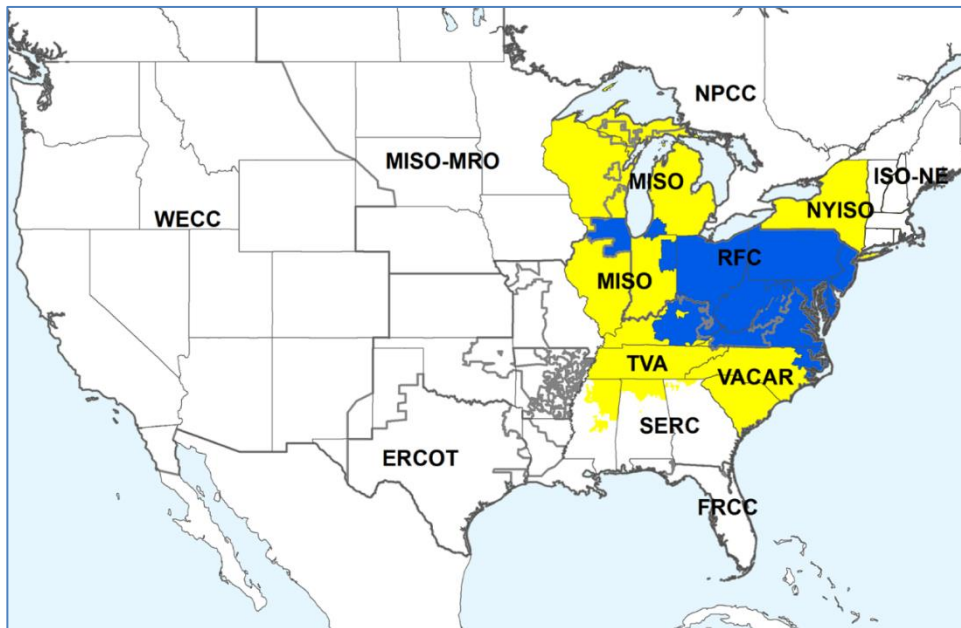 NPCC
MISO-MRO
MISO
ISO-NE
WECC
NYISO
RFC
MISO
TVA
VACAR
SERC
ERCOT
FRCC